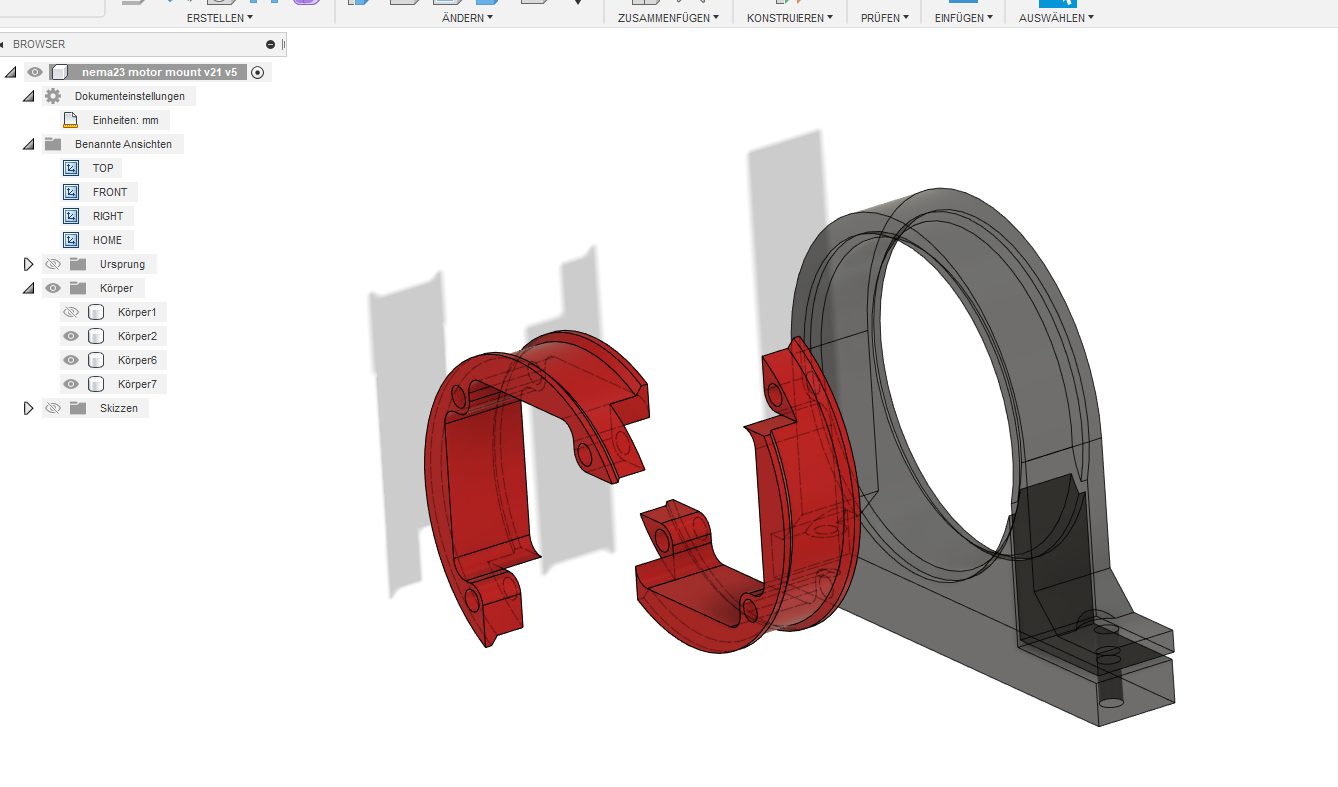 ERSTELLEN ÄNDERN ZUSAMMENFÜGEN KONSTRUIEREN PRÜFEN EINFÜGEN AUSWÄHLEN
BROWSER
nema23 motor mount v21 v5
Dokumenteinstellungen
Einheiten: mm
Benannte Ansichten
TOP
FRONT
RIGHT
HOME
Ursprung
Körper
Körper1
Körper2
Körper6
Körper7
Skizzen